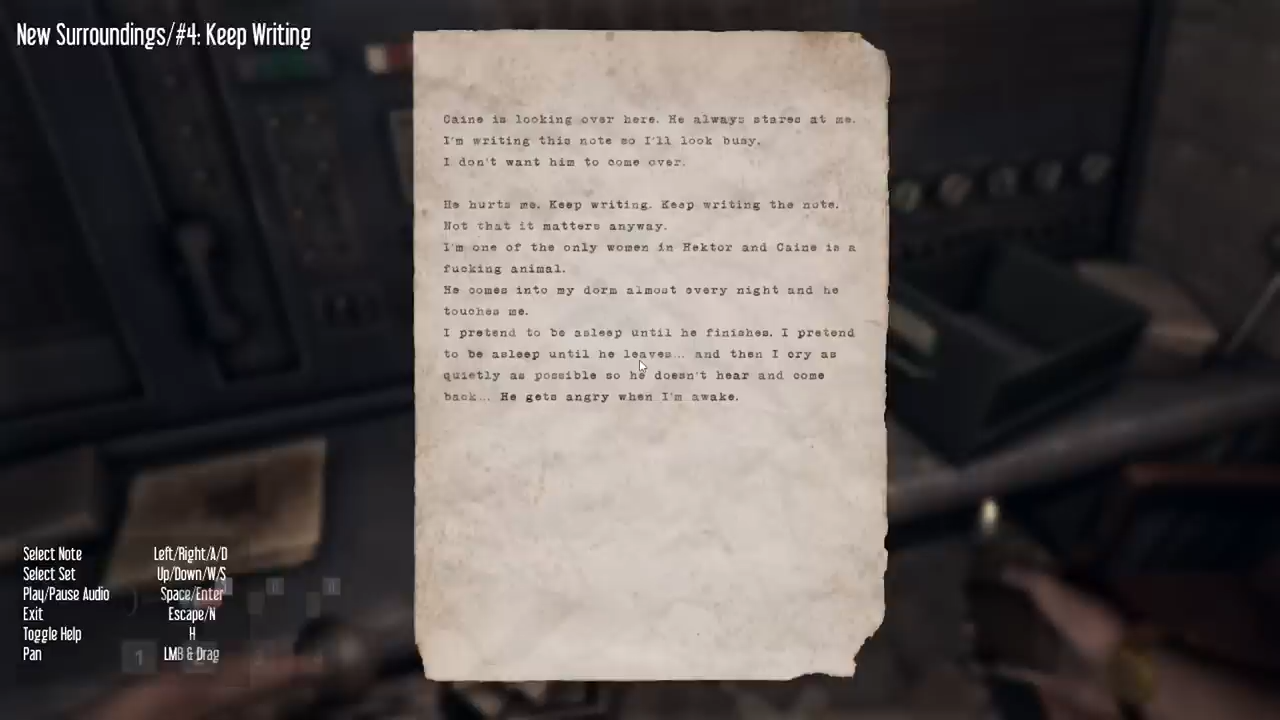 New Surroundings/#4: Keep Writing
Caine is looking over here. He always stares at me.
I'm writing this note so I'll look busy.
I don't want him to come over.
He hurts me. Keep writing. Keep writing the note.
Not that it matters anyway.
I'm one of the only women in Hektor and Caine is a
fucking animal.
He comes into my dorm almost every night and he
touches me.
I pretend to be asleep until he finishes. I pretend
to be asleep until he leaves... and then I cry as
quietly as possible so he doesn't hear and come
back... He gets angry when I'm awake.
Select Note Left/Right/A/D
Select Set Up/Down/W/S
Play/Pause Audio Space/Enter
Exit Escape/N
Toggle Help H
Pan LMB & Drag
1